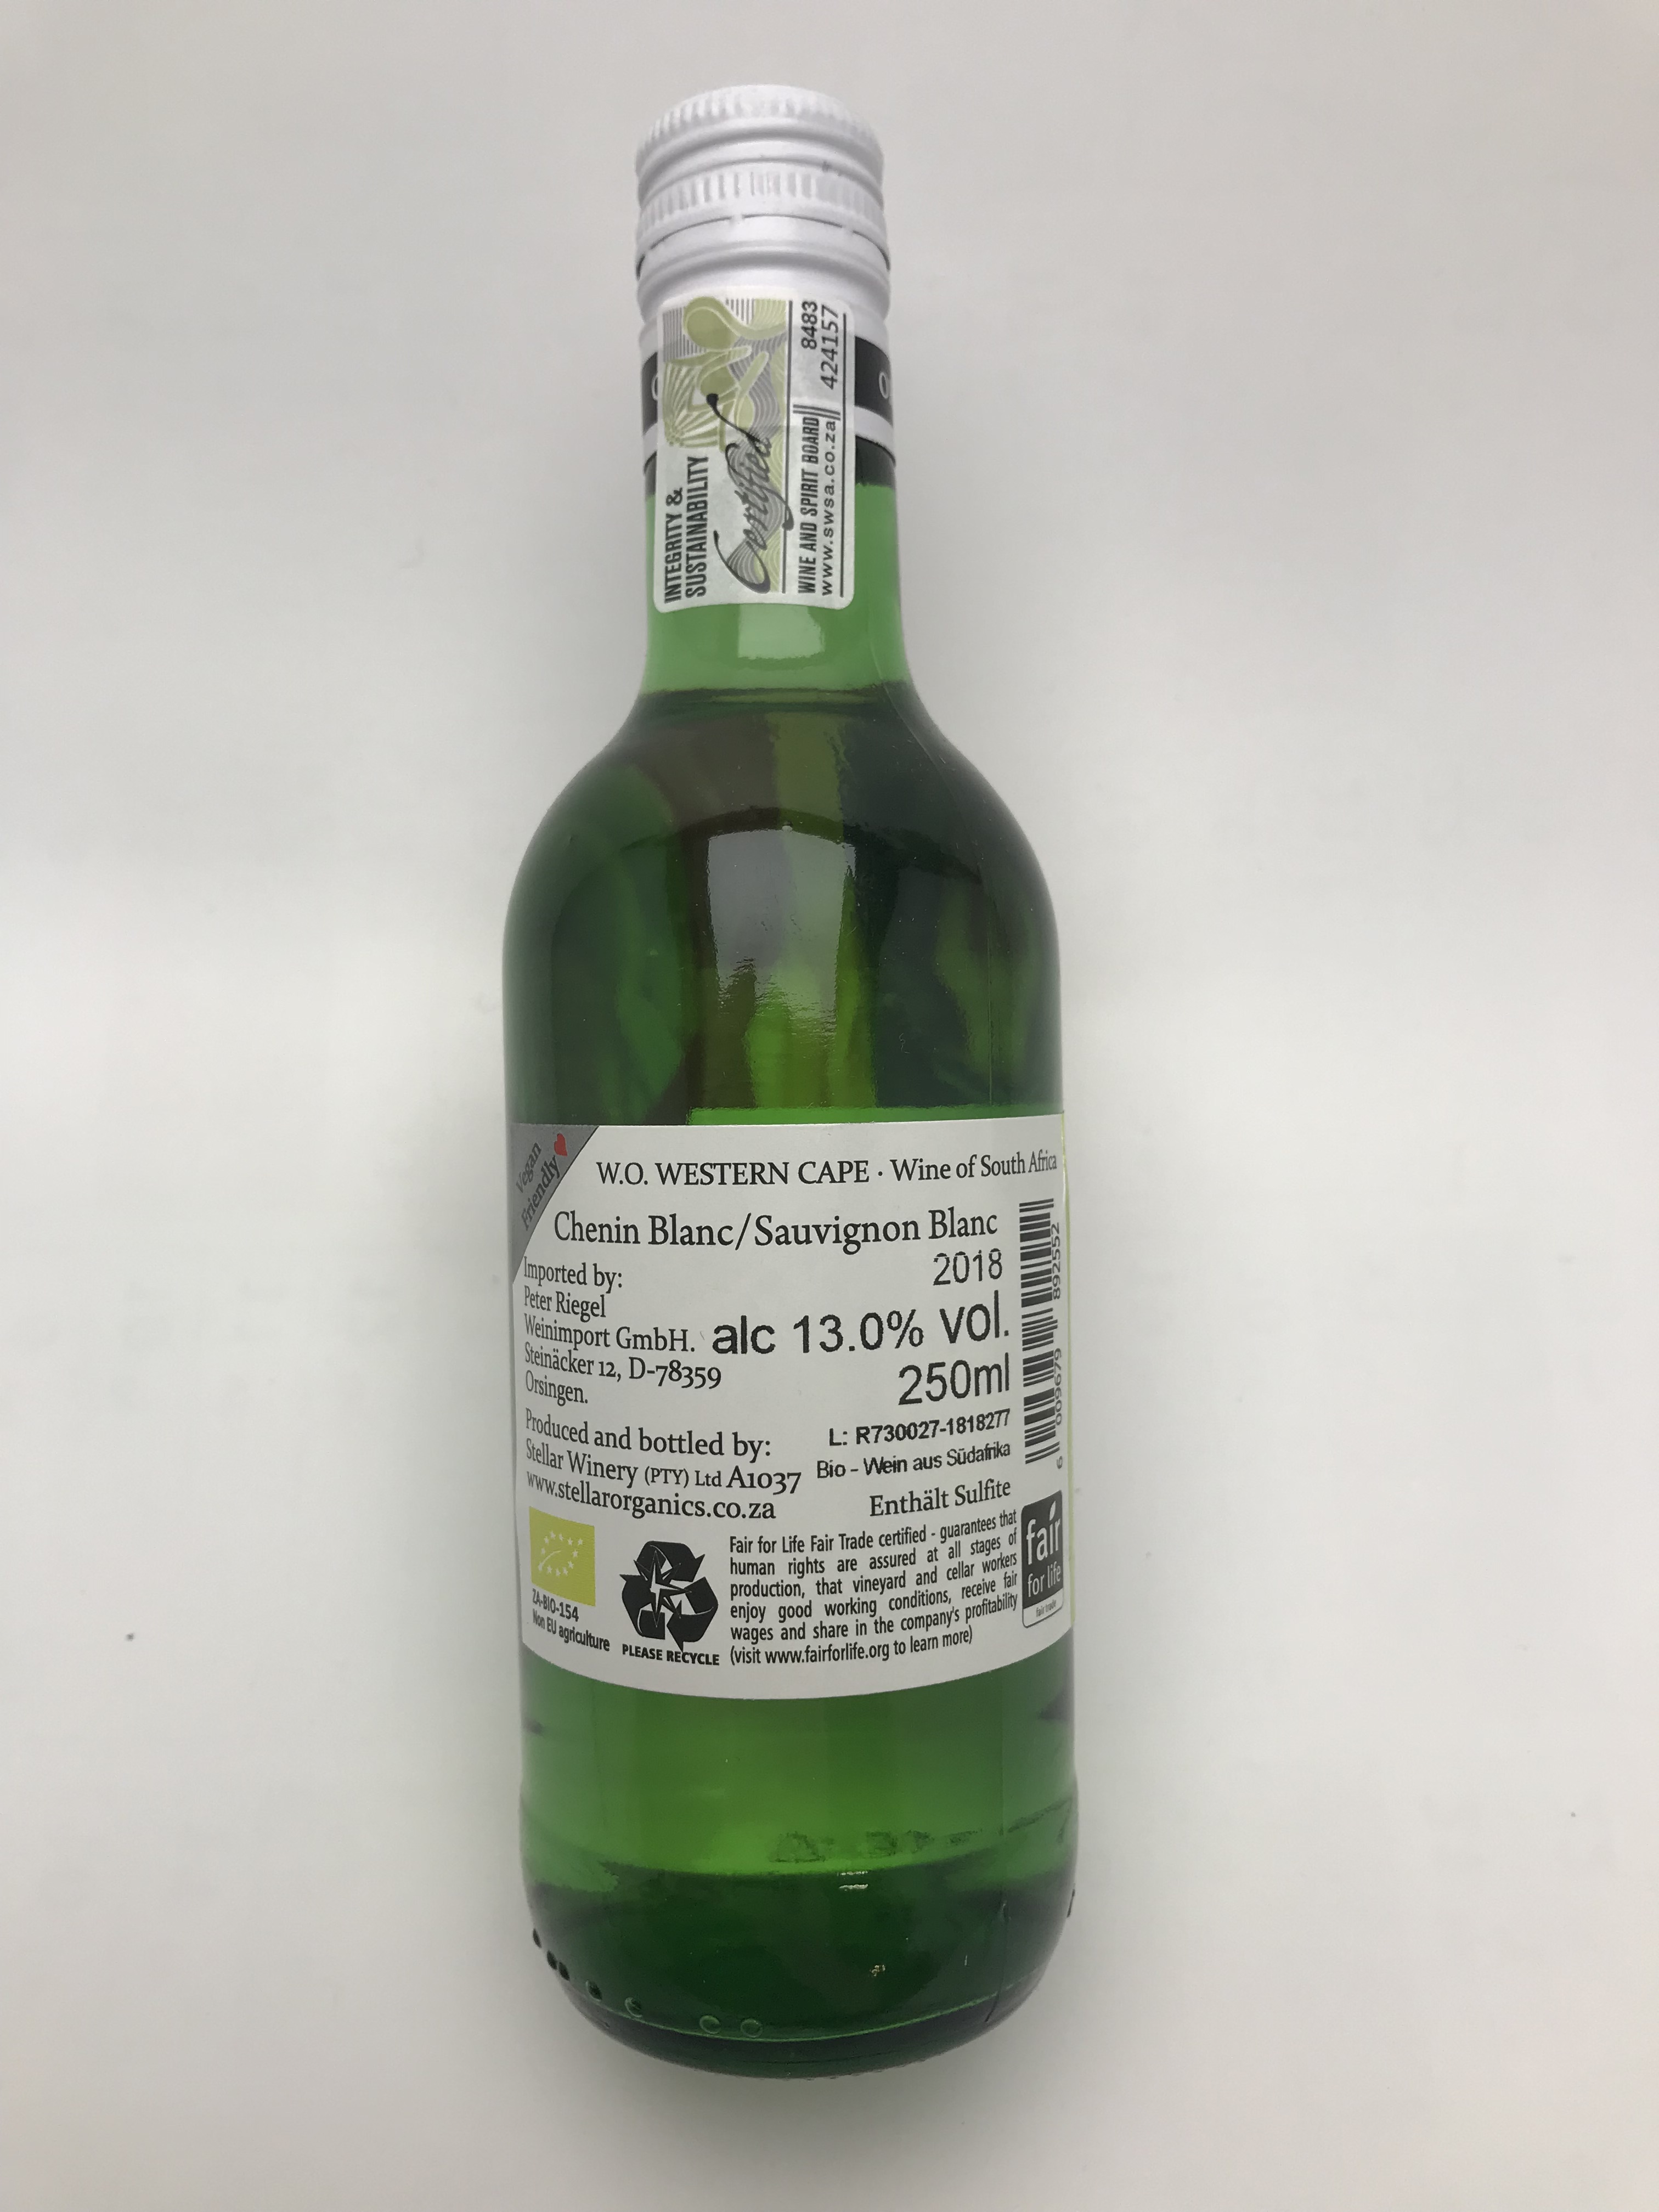 INTEGRITY &
SUSTAINABILITY
Certified
WINE AND SPIRIT BOARD
www.swsa.co.za
8483
424157
Vegan
Friendly
W.O. WESTERN CAPE · Wine of South Africa
Chenin Blanc/Sauvignon Blanc
2018
alc 13.0% vol.
250ml
Imported by:
Peter Riegel
Weinimport GmbH.
Steinäcker 12, D-78359
Orsingen.
Produced and bottled by:
Stellar Winery (PTY) Ltd A1037
www.stellarorganics.co.za
L: R730027-1818277
Bio - Wein aus Südafrika
Enthält Sulfite
ZA-BIO-154
Non EU agriculture
PLEASE RECYCLE
Fair for Life Fair Trade certified - guarantees that
human rights are assured at all stages of
production, that vineyard and cellar workers
enjoy good working conditions, receive fair
wages and share in the company's profitability
(visit www.fairforlife.org to learn more)
fair
for life
fair trade
6 009679 892552